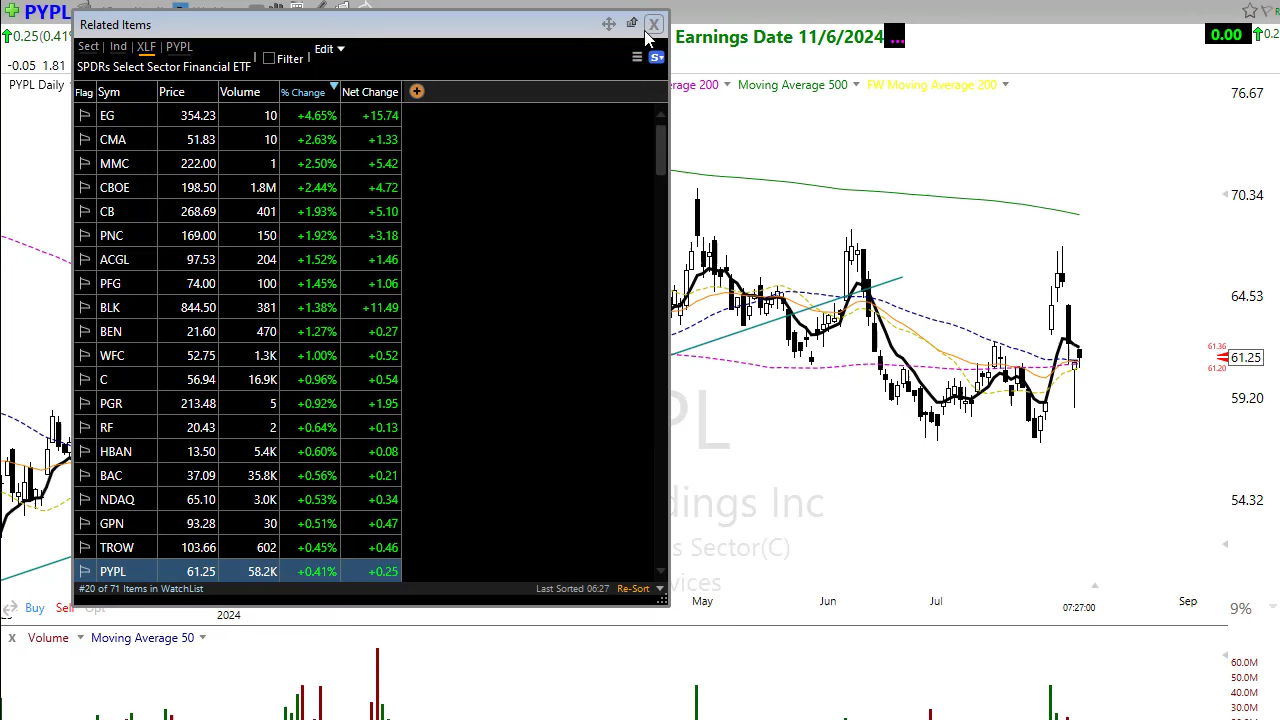 PYPL
0.25(0.41%
-0.05 1.81
PYPL Daily
Related Items
X
Sect Ind XLF PYPL
SPDRs Select Sector Financial ETF
Filter
Edit
Earnings Date 11/6/2024 ...
0.00
erage 200 Moving Average 500 FW Moving Average 200
Flag Sym Price Volume % Change Net Change
EG 354.23 10 +4.65% +15.74
CMA 51.83 10 +2.63% +1.33
MMC 222.00 1 +2.50% +5.42
CBOE 198.50 1.8M +2.44% +4.72
CB 268.69 401 +1.93% +5.10
PNC 169.00 150 +1.92% +3.18
ACGL 97.53 204 +1.52% +1.46
PFG 74.00 100 +1.45% +1.06
BLK 844.50 381 +1.38% +11.49
BEN 21.60 470 +1.27% +0.27
WFC 52.75 1.3K +1.00% +0.52
C 56.94 16.9K +0.96% +0.54
PGR 213.48 5 +0.92% +1.95
RF 20.43 2 +0.64% +0.13
HBAN 13.50 5.4K +0.60% +0.08
BAC 37.09 35.8K +0.56% +0.21
NDAQ 65.10 3.0K +0.53% +0.34
GPN 93.28 30 +0.51% +0.47
TROW 103.66 602 +0.45% +0.46
PYPL 61.25 58.2K +0.41% +0.25
#20 of 71 Items in WatchList Last Sorted 06:27 Re-Sort
76.67
70.34
64.53
61.36
61.25
61.20
59.20
54.32
PL
dings Inc
s Sector(C)
vices
Buy Sell Opt
2024 May Jun Jul 07:27:00 Sep
9%
X Volume Moving Average 50
60.0M
50.0M
40.0M
30.0M